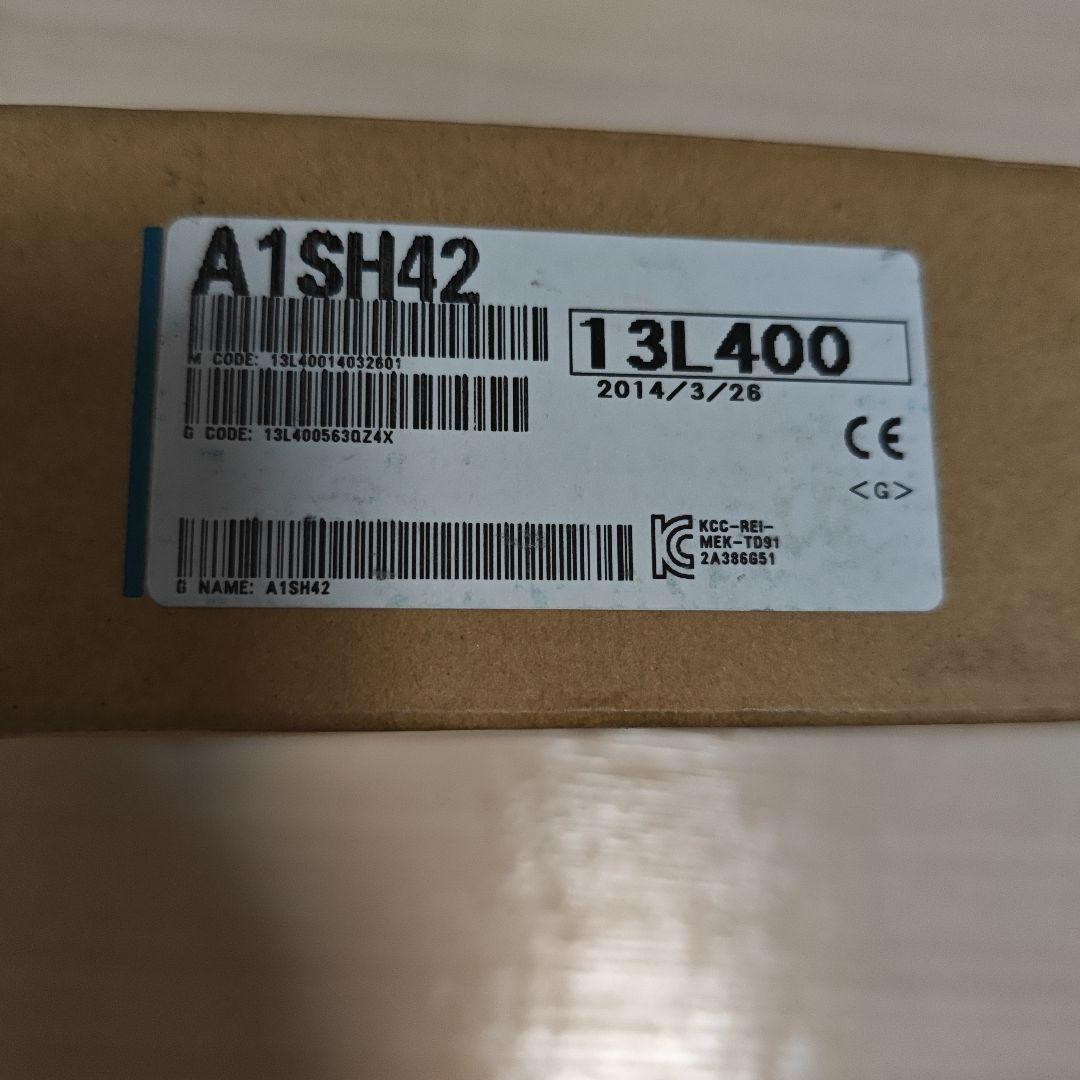 A1SH42
M CODE: 13L40014032601
13L400
2014/3/26
G CODE: 13L400563QZ4X
CE
<G>
KCC-REI-
MEK-TD91
2A386G51
G NAME: A1SH42